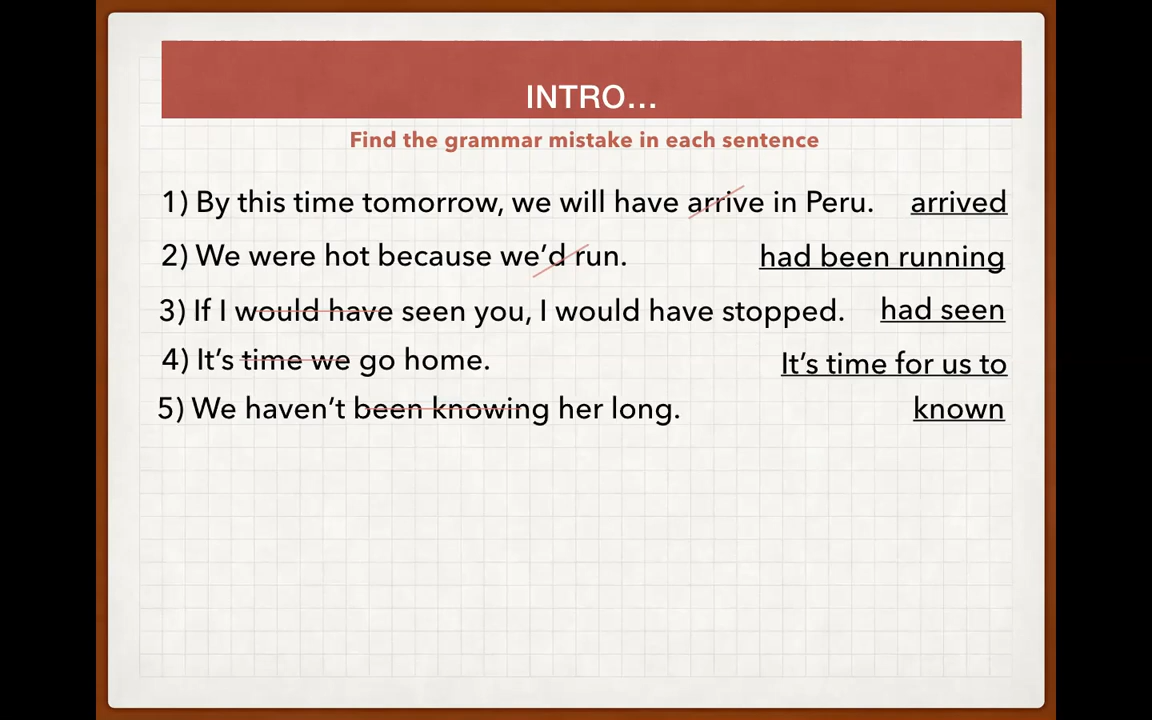 INTRO...
Find the grammar mistake in each sentence
1) By this time tomorrow, we will have arrive in Peru. arrived
2) We were hot because we’d run. had been running
3) If I would have seen you, I would have stopped. had seen
4) It’s time we go home. It’s time for us to
5) We haven’t been knowing her long. known